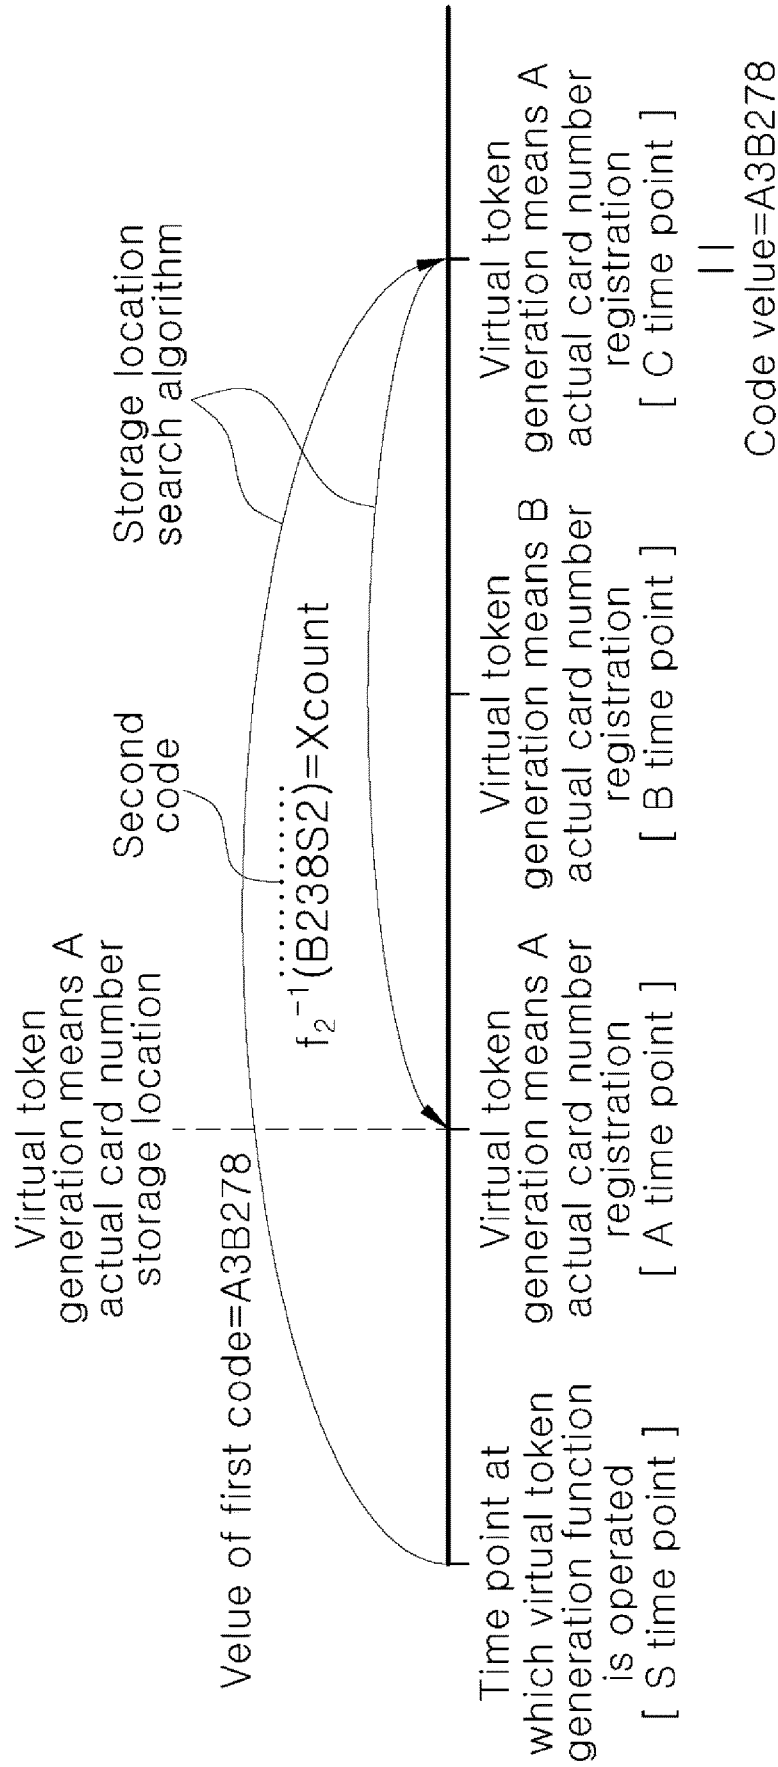 Virtual token
generation means A
actual card number
storage location
Second
code
Storage location
search algorithm
Velue of first code=A3B278
f₂⁻¹(B238S2)=Xcount
Time point at
which virtual token
generation function
is operated
[ S time point ]
Virtual token
generation means A
actual card number
registration
[ A time point ]
Virtual token
generation means B
actual card number
registration
[ B time point ]
Virtual token
generation means A
actual card number
registration
[ C time point ]
Code velue=A3B278